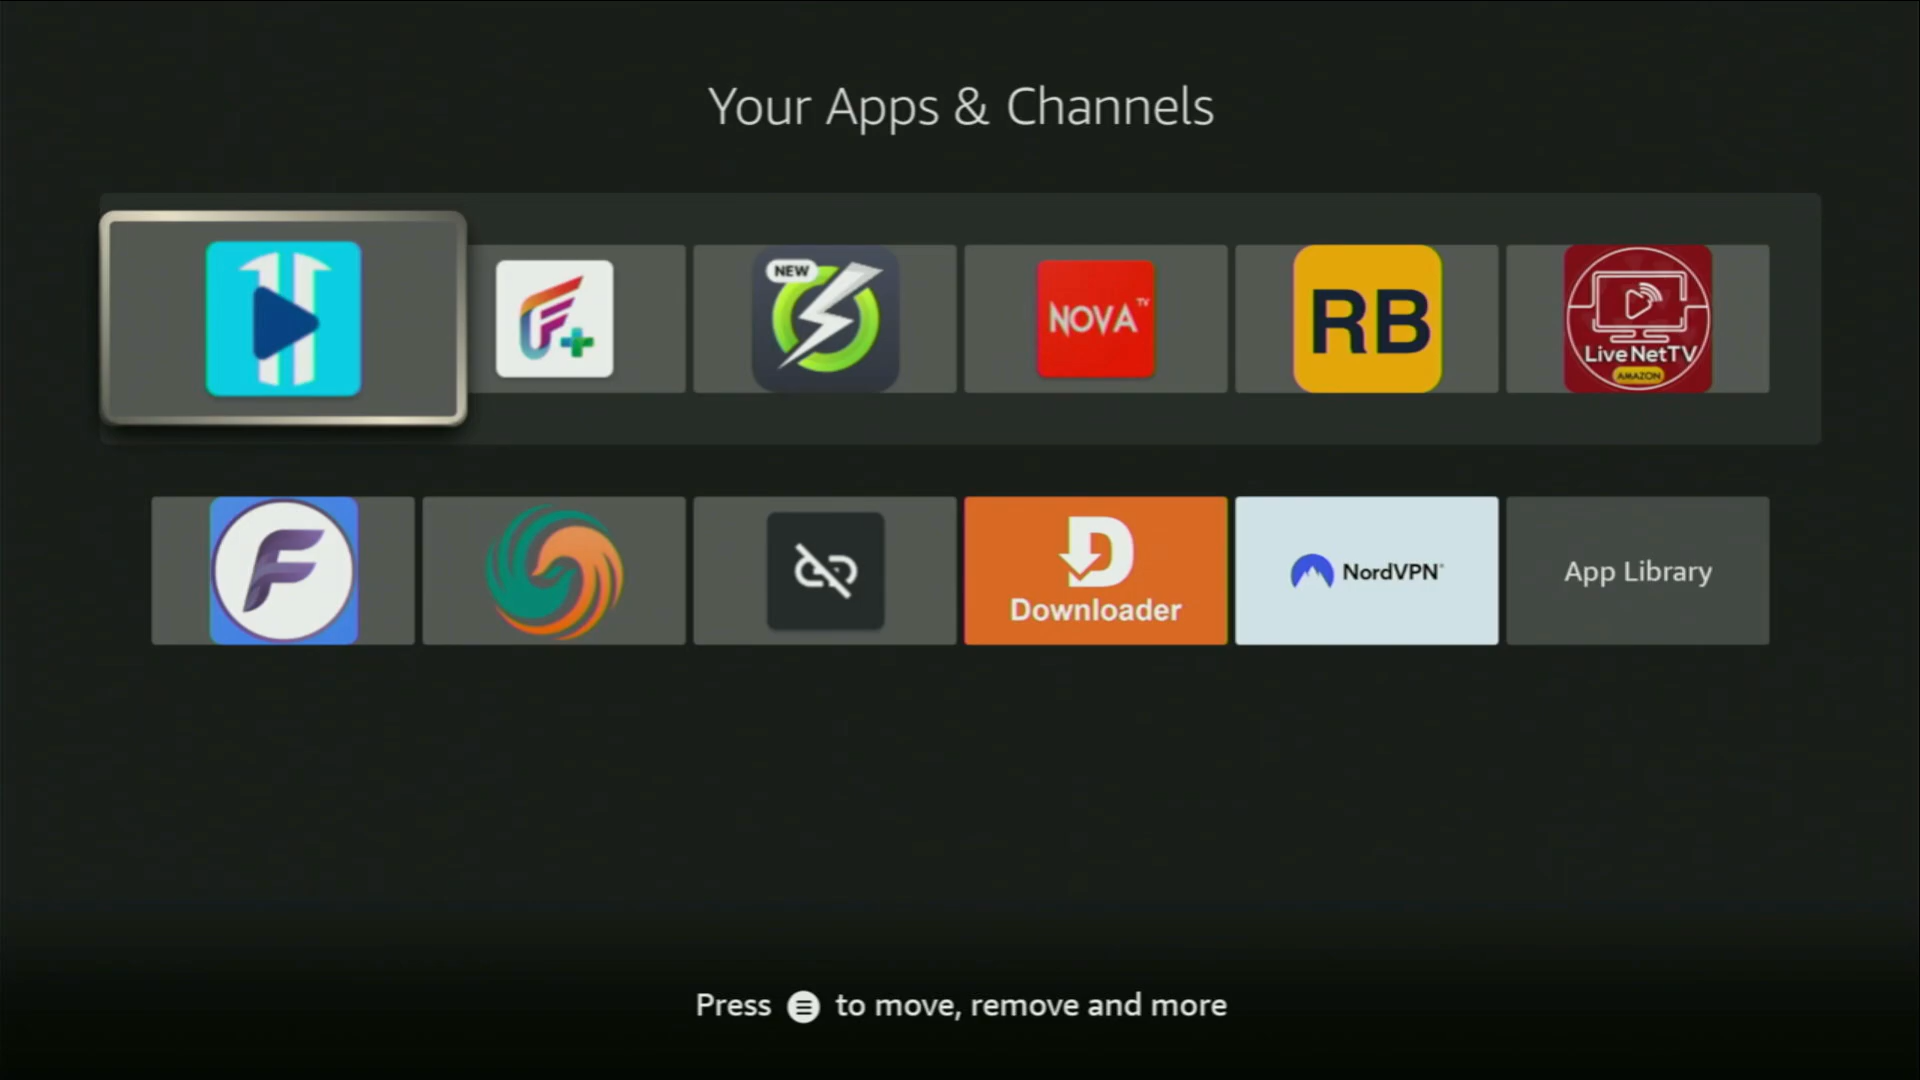 Your Apps & Channels
NEW
NOVA TV
RB
Live NetTV
AMAZON
D
Downloader
NordVPN®
App Library
Press to move, remove and more